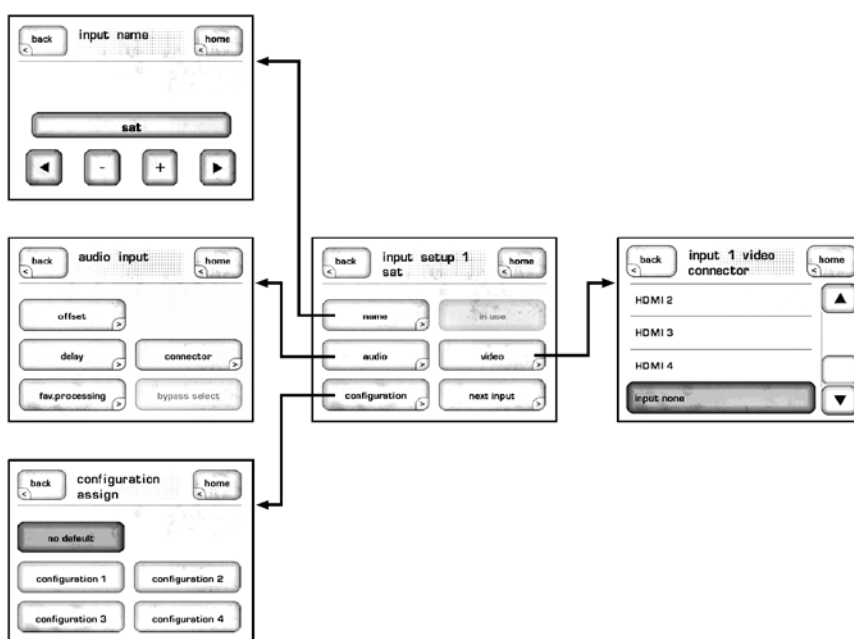 back input name home
sat
◄ - + ►
back audio input home
offset
delay connector
fav.processing bypass select
back configuration assign home
no default
configuration 1 configuration 2
configuration 3 configuration 4
back input setup 1 sat home
name in use
audio video
configuration next input
back input 1 video connector home
HDMI 2
HDMI 3
HDMI 4
input none